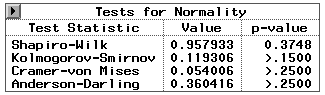 Tests for Normality
Test Statistic Value p-value
Shapiro-Wilk 0.957933 0.3748
Kolmogorov-Smirnov 0.119306 >.1500
Cramer-von Mises 0.054006 >.2500
Anderson-Darling 0.360416 >.2500